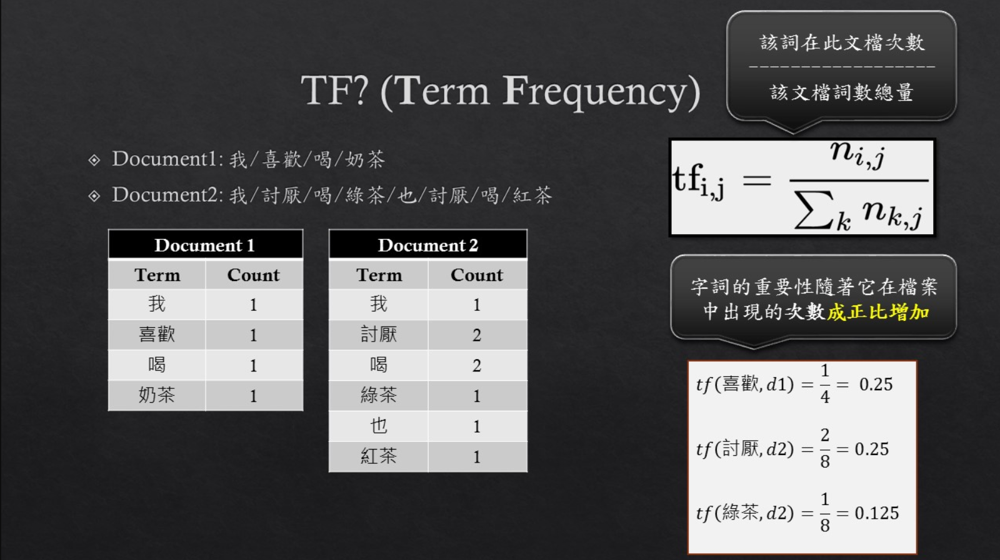 該詞在此文檔次數
------------------
該文檔詞數總量
TF? (Term Frequency)
Document1: 我/喜歡/喝/奶茶
Document2: 我/討厭/喝/綠茶/也/討厭/喝/紅茶
tf_{i,j} = \frac{n_{i,j}}{\sum_k n_{k,j}}
Document 1
Term Count
我 1
喜歡 1
喝 1
奶茶 1
Document 2
Term Count
我 1
討厭 2
喝 2
綠茶 1
也 1
紅茶 1
字詞的重要性隨著它在檔案
中出現的次數成正比增加
tf(喜歡, d1) = \frac{1}{4} = 0.25
tf(討厭, d2) = \frac{2}{8} = 0.25
tf(綠茶, d2) = \frac{1}{8} = 0.125